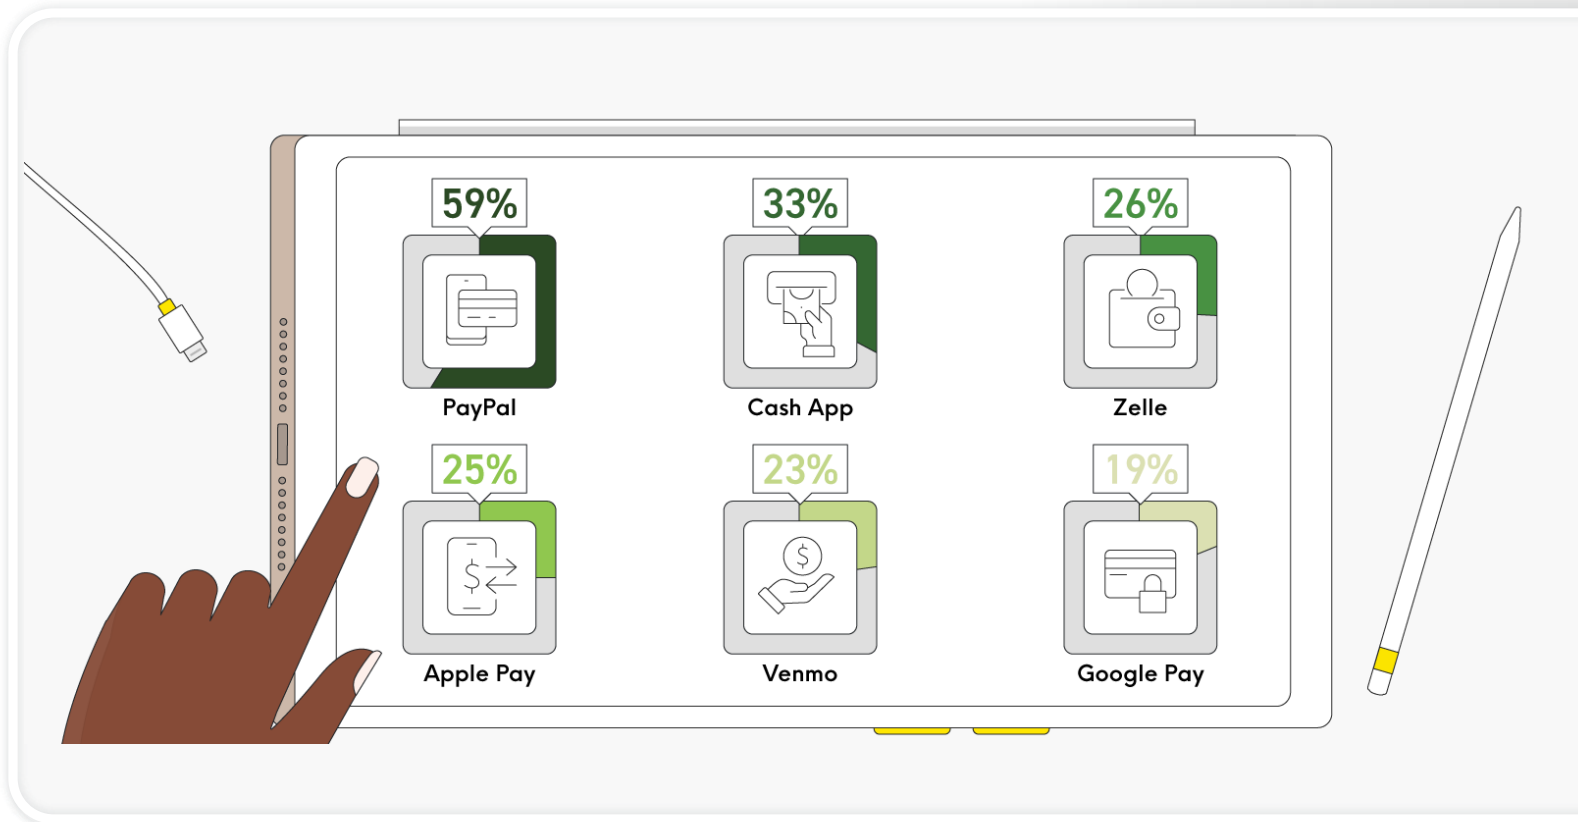 59%
33%
26%
PayPal
Cash App
Zelle
25%
23%
19%
$
$
Apple Pay
Venmo
Google Pay